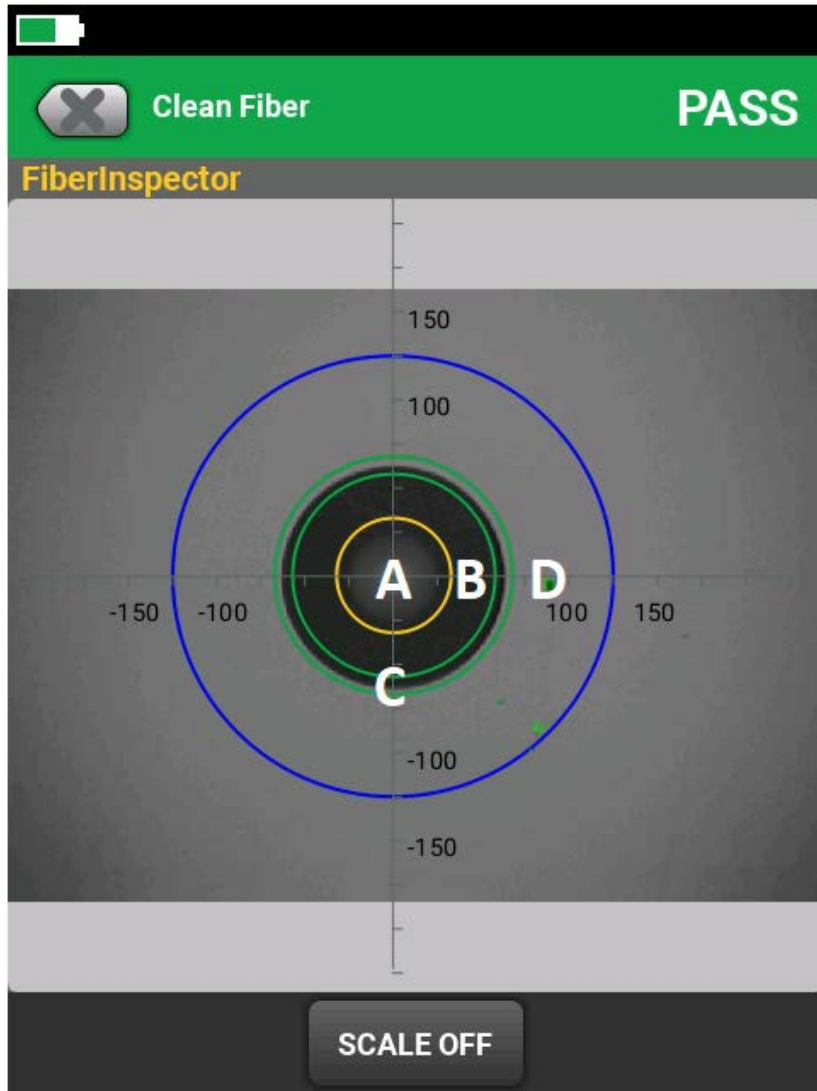 Clean Fiber
PASS
FiberInspector
150
100
A B D
-150 -100 100 150
C
-100
-150
SCALE OFF